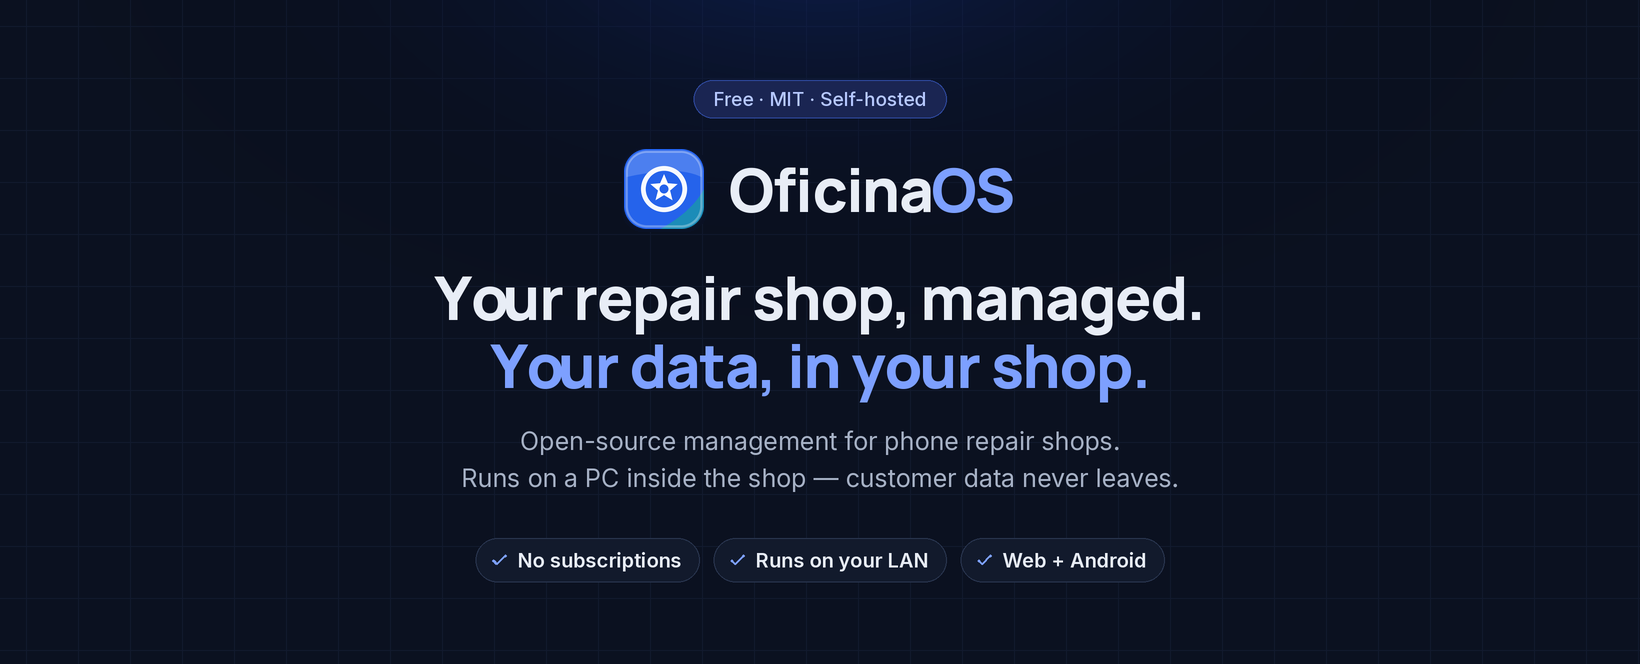 Free · MIT · Self-hosted
OficinaOS
Your repair shop, managed.
Your data, in your shop.
Open-source management for phone repair shops.
Runs on a PC inside the shop — customer data never leaves.
No subscriptions
Runs on your LAN
Web + Android